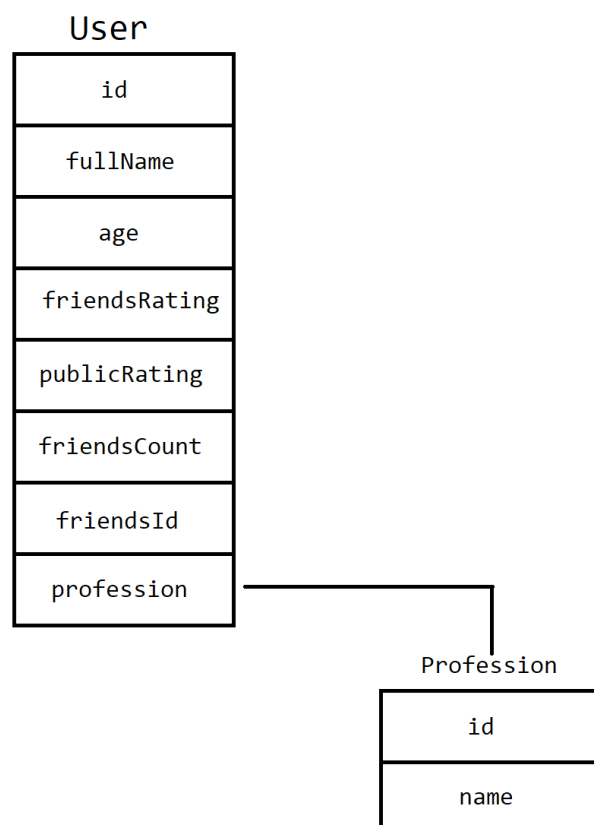 User
id
fullName
age
friendsRating
publicRating
friendsCount
friendsId
profession
Profession
id
name